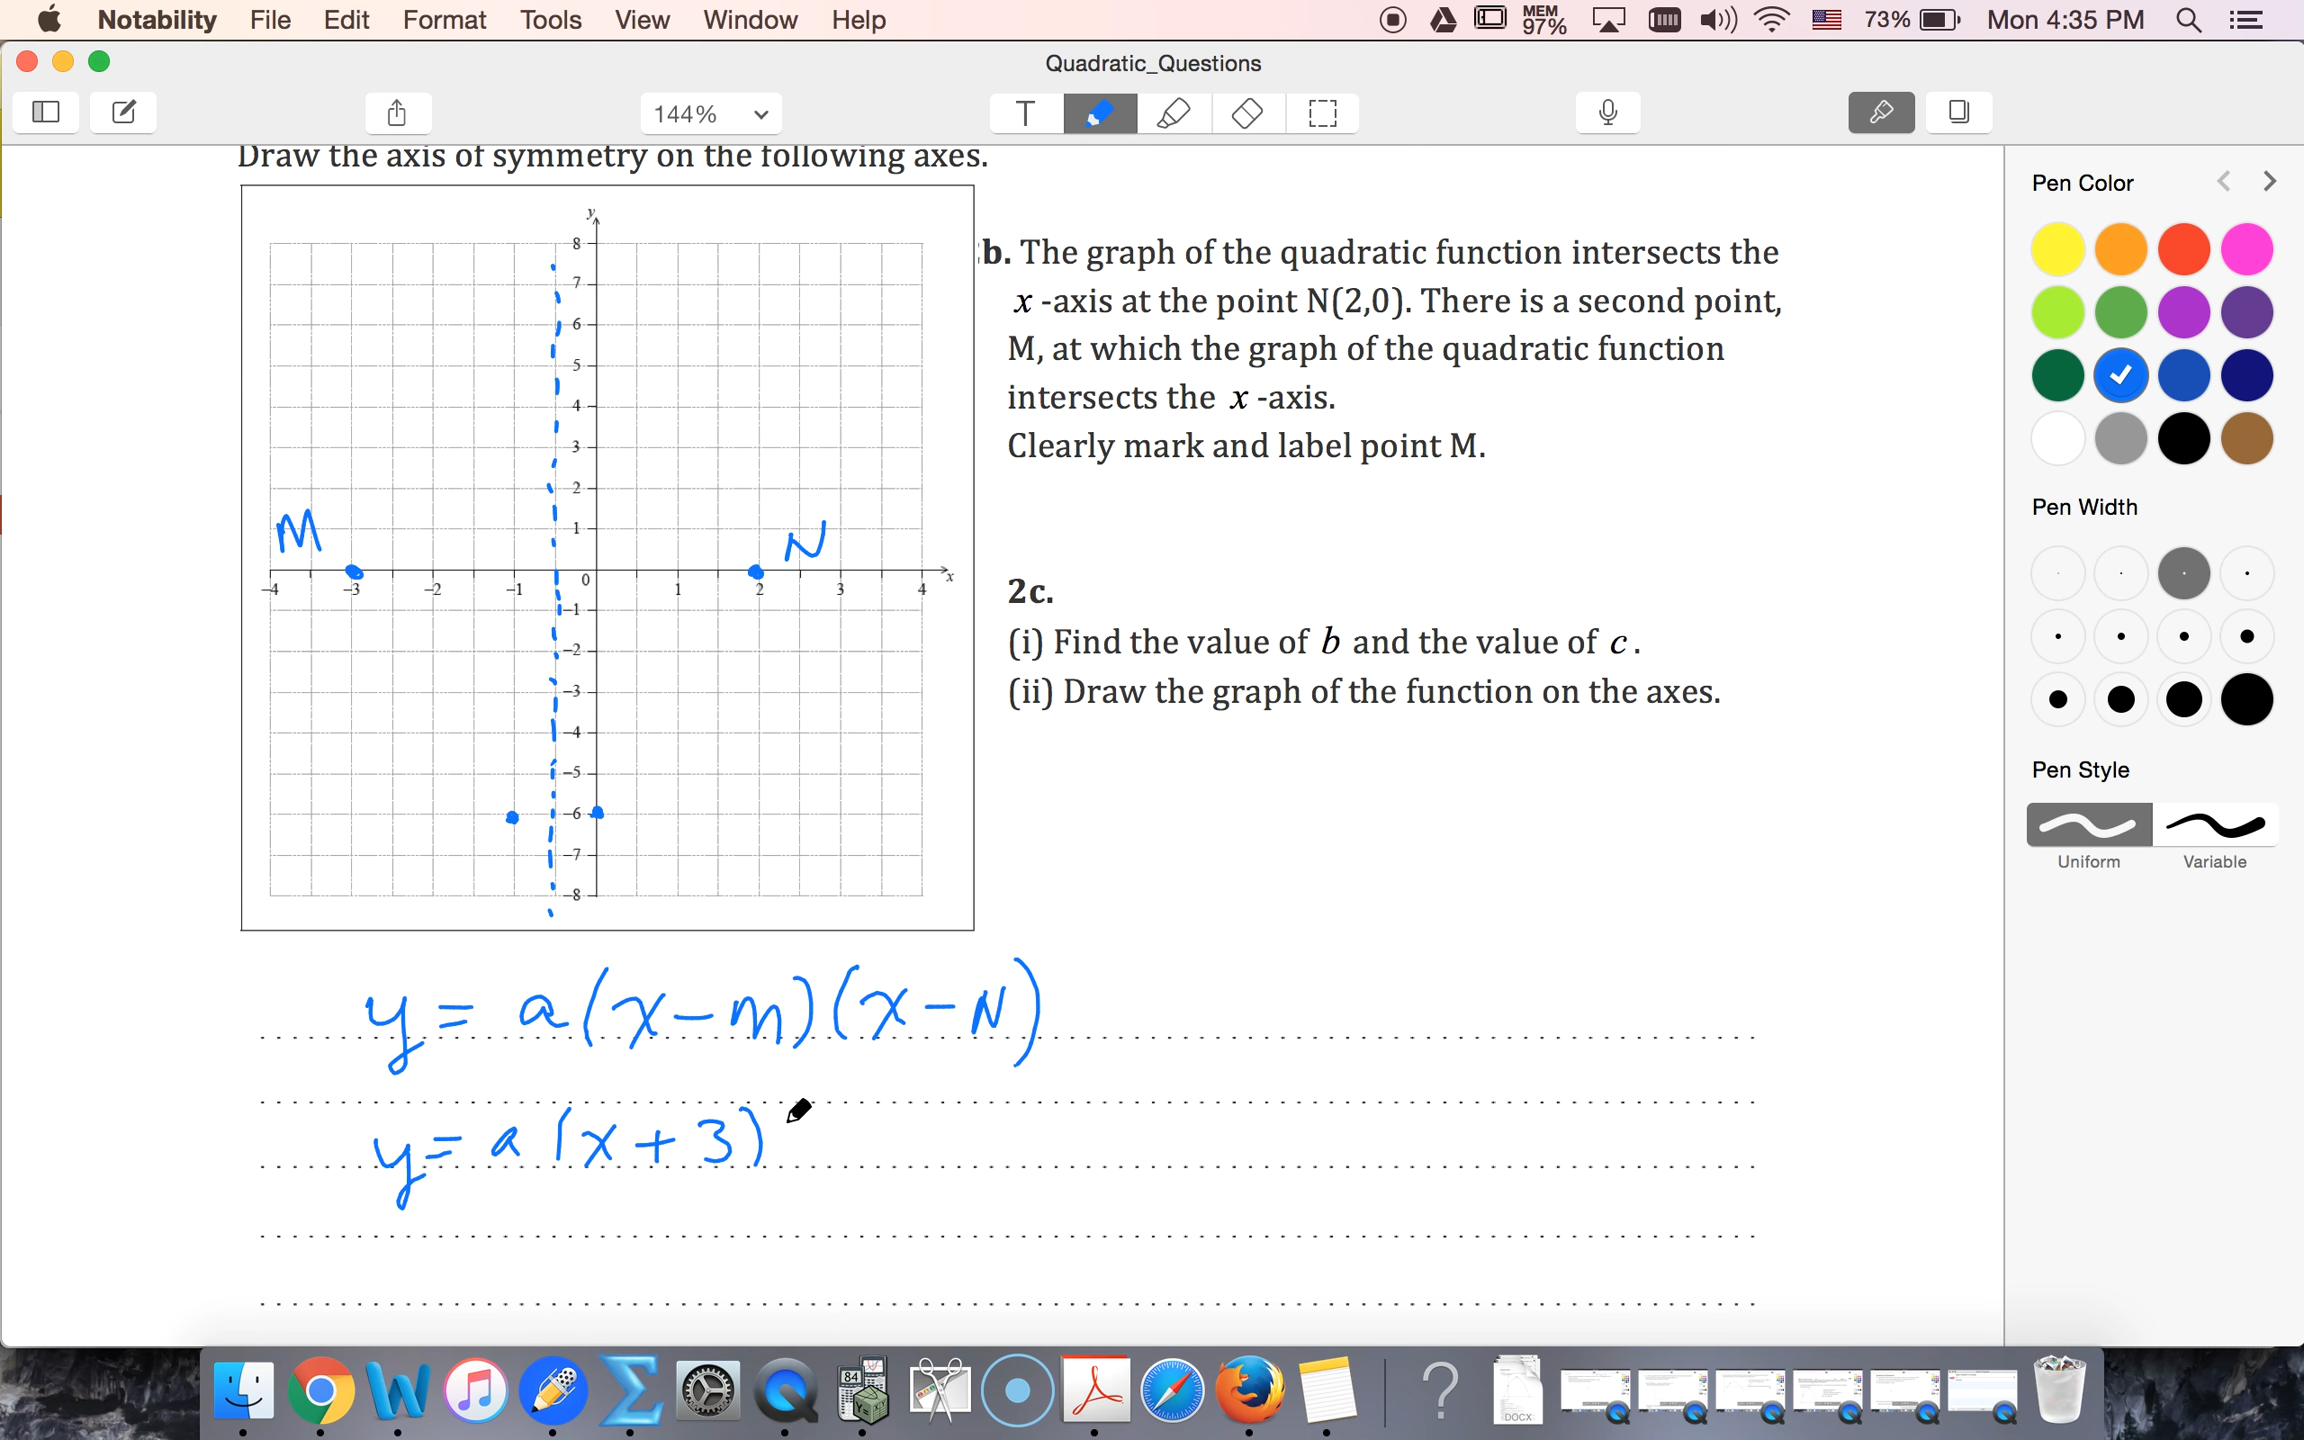 Notability File Edit Format Tools View Window Help MEM 97% 73% Mon 4:35 PM
Quadratic_Questions
144% T
Draw the axis of symmetry on the following axes.
y
8
7
6
5
4
3
2
1
M N
-4 -3 -2 -1 0 1 2 3 4 x
-1
-2
-3
-4
-5
-6
-7
-8
b. The graph of the quadratic function intersects the
x -axis at the point N(2,0). There is a second point,
M, at which the graph of the quadratic function
intersects the x -axis.
Clearly mark and label point M.
2c.
(i) Find the value of b and the value of c .
(ii) Draw the graph of the function on the axes.
y = a(x-m)(x-N)
y = a(x+3)
Pen Color
Pen Width
Pen Style
Uniform Variable
84
Y= X²
DOCX